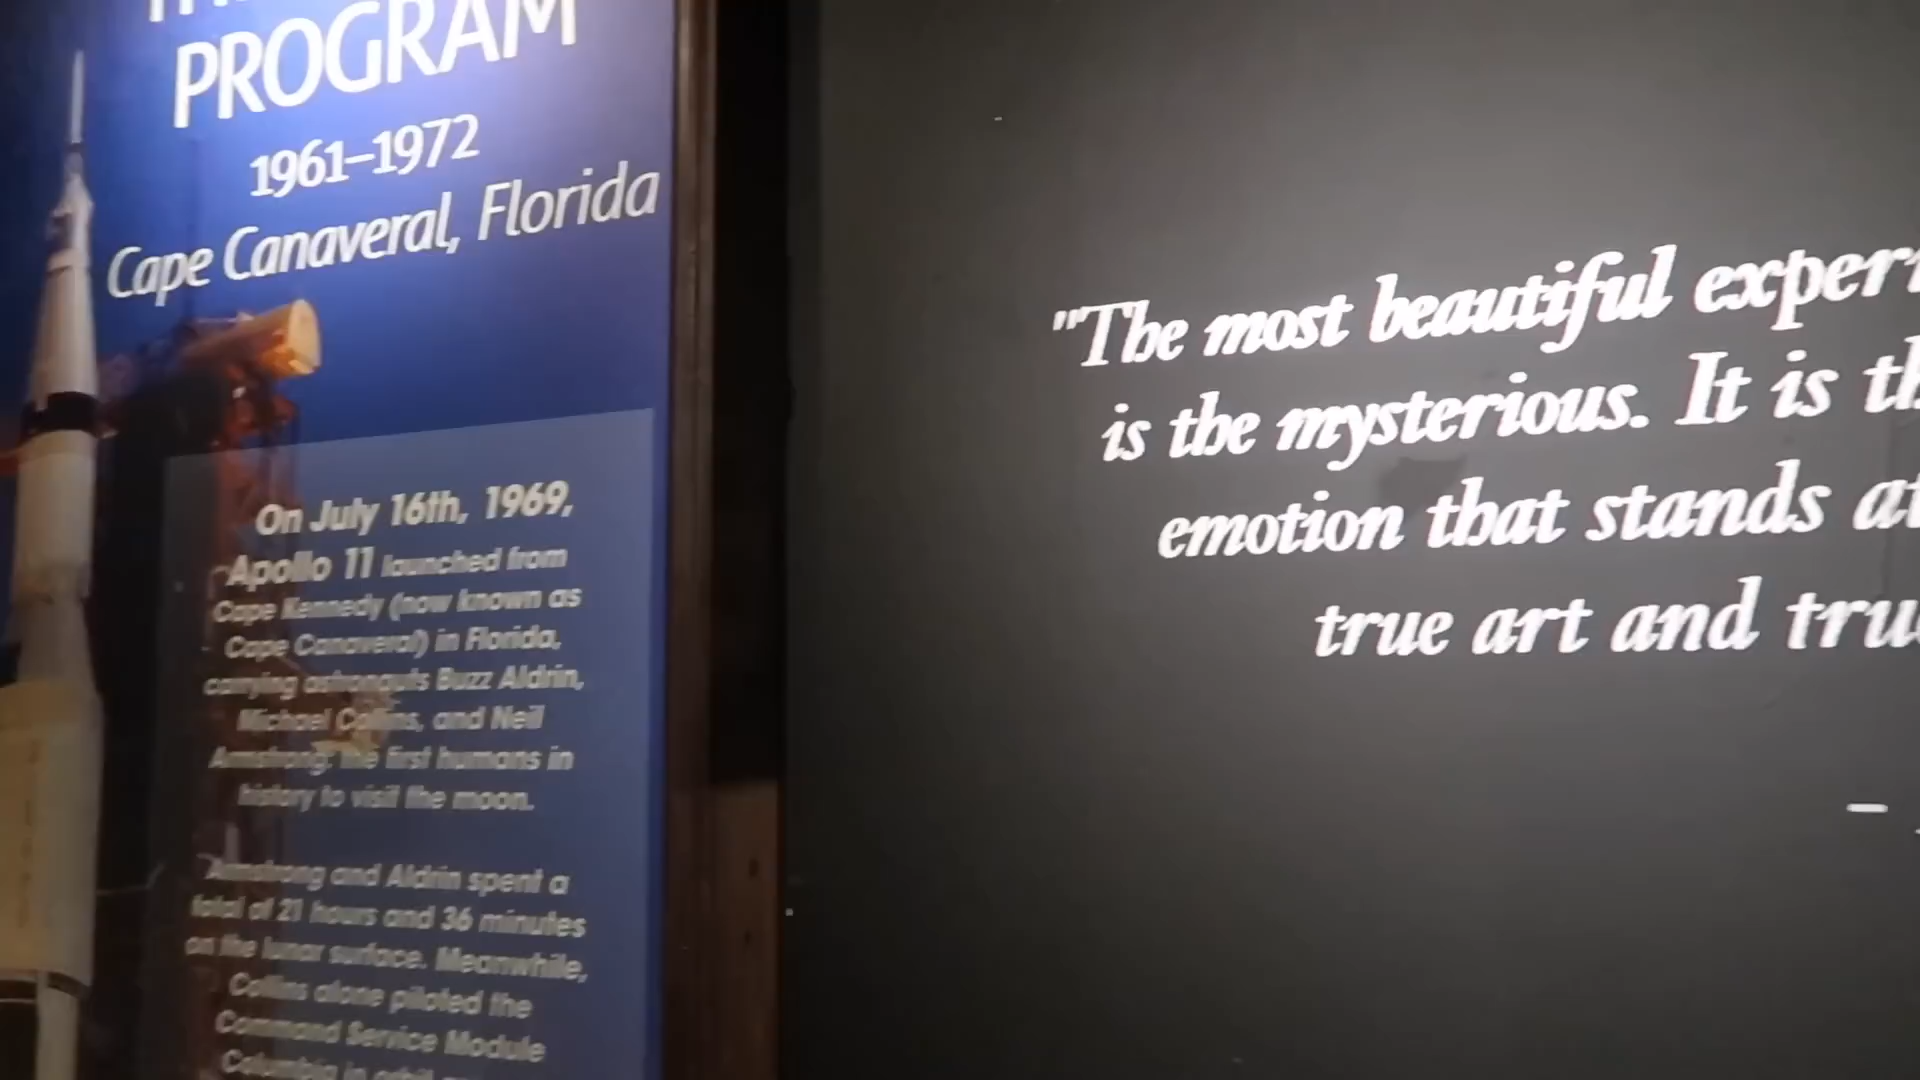 PROGRAM
1961–1972
Cape Canaveral, Florida
On July 16th, 1969,
Apollo 11 launched from
Cape Kennedy (now known as
Cape Canaveral) in Florida,
carrying astronauts Buzz Aldrin,
Michael Collins, and Neil
Armstrong; the first humans in
history to visit the moon.
Armstrong and Aldrin spent a
total of 21 hours and 36 minutes
on the lunar surface. Meanwhile,
Collins alone piloted the
Command Service Module
Columbia in orbit
"The most beautiful
is the mysterious. It is
emotion that stands
true art and
–